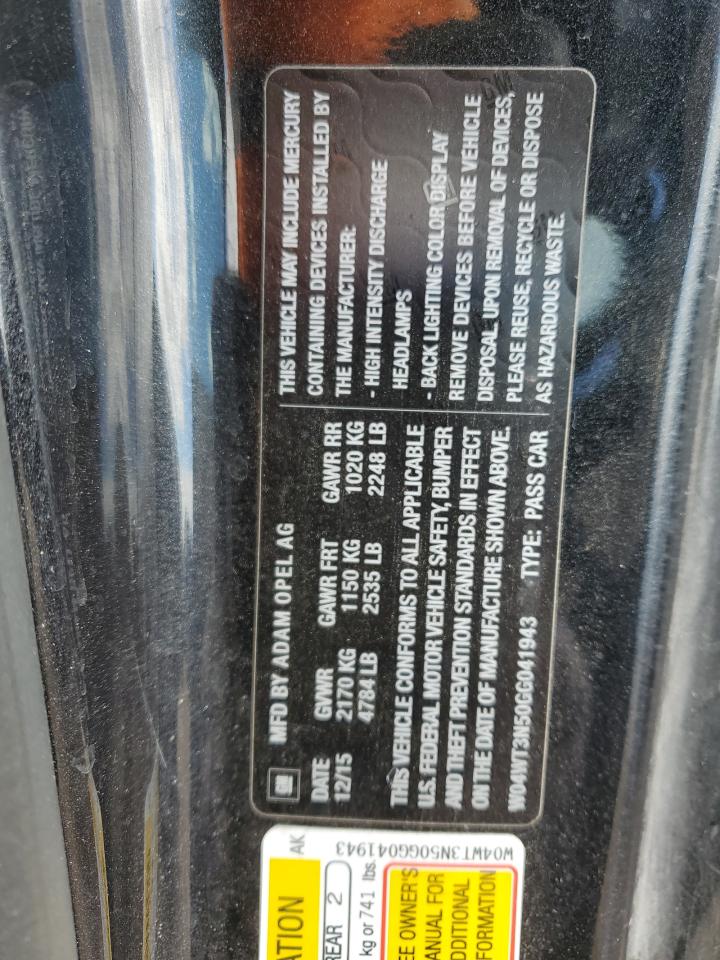 GM
MFD BY ADAM OPEL AG
DATE GVWR GAWR FRT GAWR RR
12/15 2170 KG 1150 KG 1020 KG
4784 LB 2535 LB 2248 LB
THIS VEHICLE CONFORMS TO ALL APPLICABLE
U.S. FEDERAL MOTOR VEHICLE SAFETY, BUMPER
AND THEFT PREVENTION STANDARDS IN EFFECT
ON THE DATE OF MANUFACTURE SHOWN ABOVE.
W04WT3N50GG041943 TYPE: PASS CAR
THIS VEHICLE MAY INCLUDE MERCURY
CONTAINING DEVICES INSTALLED BY
THE MANUFACTURER:
- HIGH INTENSITY DISCHARGE
HEADLAMPS
- BACK LIGHTING COLOR DISPLAY
REMOVE DEVICES BEFORE VEHICLE
DISPOSAL. UPON REMOVAL OF DEVICES,
PLEASE REUSE, RECYCLE OR DISPOSE
AS HAZARDOUS WASTE.
AK
ATION
REAR 2
kg or 741 lbs.
EE OWNER'S
ANUAL FOR
DDITIONAL
FORMATION
W04WT3N50GG041943